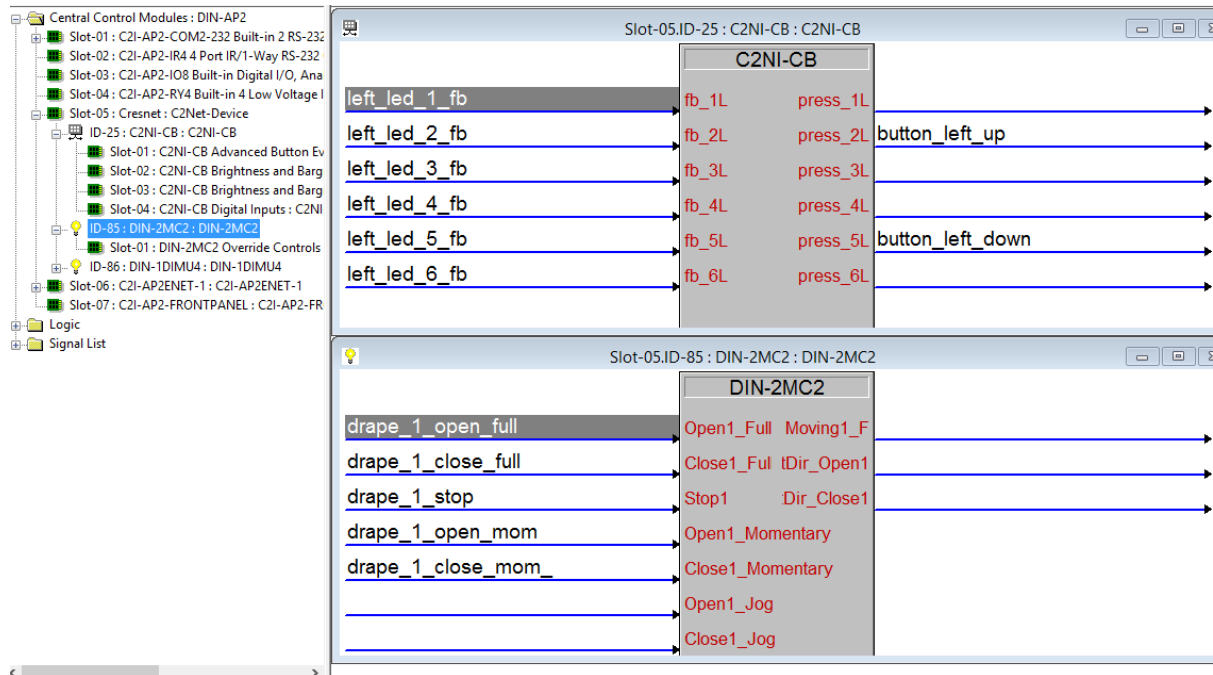 Central Control Modules : DIN-AP2
Slot-01 : C2I-AP2-COM2-232 Built-in 2 RS-232
Slot-02 : C2I-AP2-IR4 4 Port IR/1-Way RS-232
Slot-03 : C2I-AP2-IO8 Built-in Digital I/O, Ana
Slot-04 : C2I-AP2-RY4 Built-in 4 Low Voltage
Slot-05 : Cresnet : C2Net-Device
ID-25 : C2NI-CB : C2NI-CB
Slot-01 : C2NI-CB Advanced Button Ev
Slot-02 : C2NI-CB Brightness and Barg
Slot-03 : C2NI-CB Brightness and Barg
Slot-04 : C2NI-CB Digital Inputs : C2NI
ID-85 : DIN-2MC2 : DIN-2MC2
Slot-01 : DIN-2MC2 Override Controls
ID-86 : DIN-1DIMU4 : DIN-1DIMU4
Slot-06 : C2I-AP2ENET-1 : C2I-AP2ENET-1
Slot-07 : C2I-AP2-FRONTPANEL : C2I-AP2-FR
Logic
Signal List
Slot-05.ID-25 : C2NI-CB : C2NI-CB
C2NI-CB
left_led_1_fb fb_1L press_1L
left_led_2_fb fb_2L press_2L button_left_up
left_led_3_fb fb_3L press_3L
left_led_4_fb fb_4L press_4L
left_led_5_fb fb_5L press_5L button_left_down
left_led_6_fb fb_6L press_6L
Slot-05.ID-85 : DIN-2MC2 : DIN-2MC2
DIN-2MC2
drape_1_open_full Open1_Full Moving1_F
drape_1_close_full Close1_Ful tDir_Open1
drape_1_stop Stop1 :Dir_Close1
drape_1_open_mom Open1_Momentary
drape_1_close_mom_ Close1_Momentary
Open1_Jog
Close1_Jog